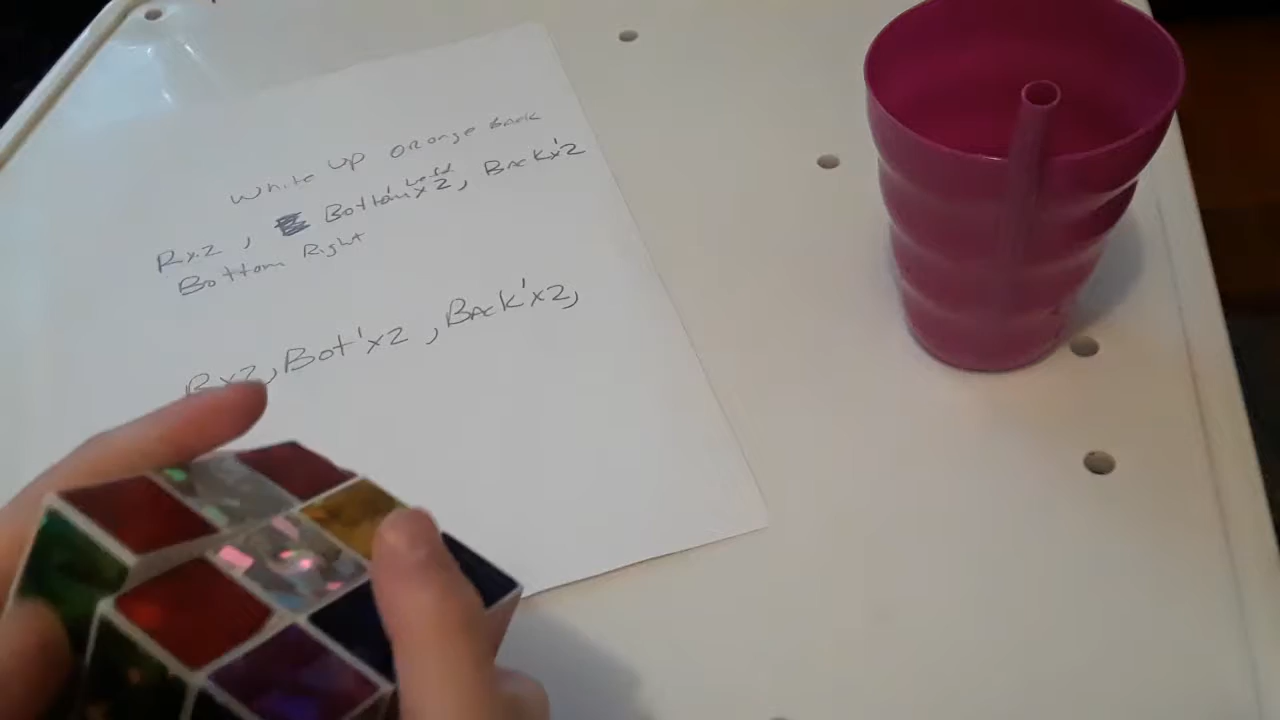 White up orange back
Rx2, Bottom' Left x2, Back'x2
Bottom Right
Rx2, Bot'x2, Back'x2,